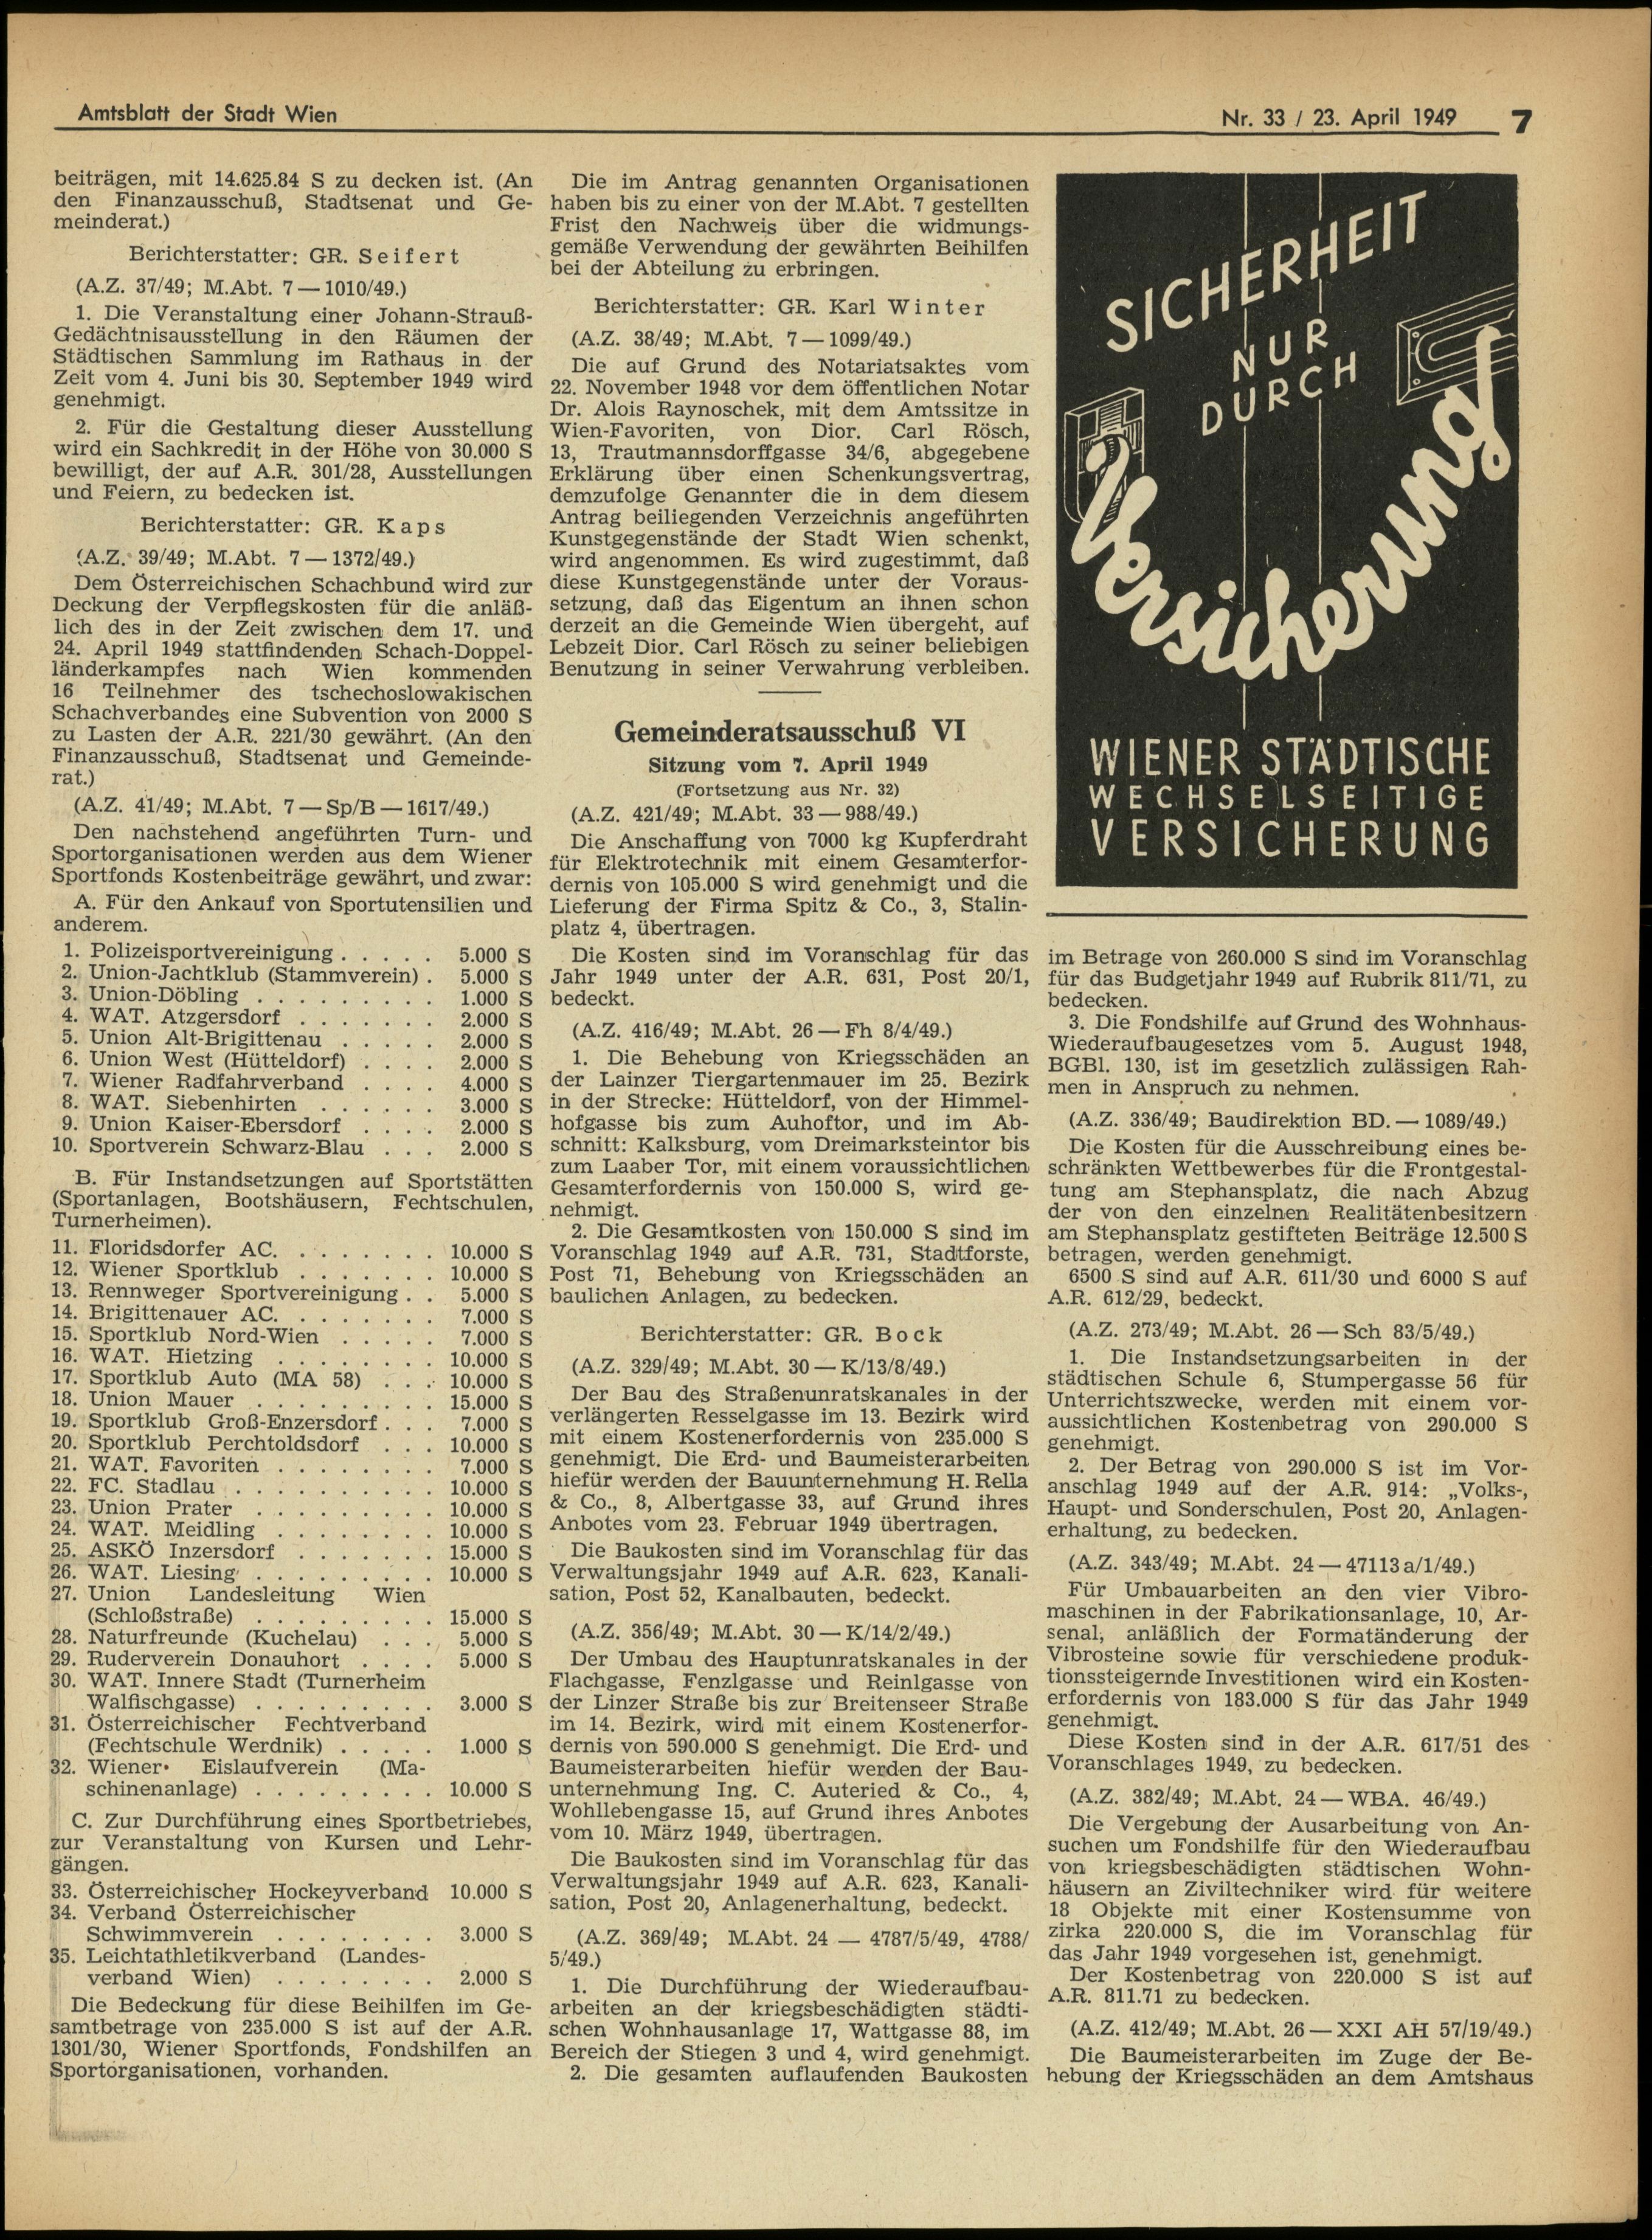 Amtsblatt der Stadt Wien
Nr. 33 / 23. April 1949 7
beiträgen, mit 14.625.84 S zu decken ist. (An
den Finanzausschuß, Stadtsenat und Ge-
meinderat.)
Berichterstatter: GR. Seifert
(A.Z. 37/49; M.Abt. 7 — 1010/49.)
1. Die Veranstaltung einer Johann-Strauß-
Gedächtnisausstellung in den Räumen der
Städtischen Sammlung im Rathaus in der
Zeit vom 4. Juni bis 30. September 1949 wird
genehmigt.
2. Für die Gestaltung dieser Ausstellung
wird ein Sachkredit in der Höhe von 30.000 S
bewilligt, der auf A.R. 301/28, Ausstellungen
und Feiern, zu bedecken ist.
Berichterstatter: GR. Kaps
(A.Z. 39/49; M.Abt. 7 — 1372/49.)
Dem Österreichischen Schachbund wird zur
Deckung der Verpflegskosten für die anläß-
lich des in der Zeit zwischen dem 17. und
24. April 1949 stattfindenden Schach-Doppel-
länderkampfes nach Wien kommenden
16 Teilnehmer des tschechoslowakischen
Schachverbandes eine Subvention von 2000 S
zu Lasten der A.R. 221/30 gewährt. (An den
Finanzausschuß, Stadtsenat und Gemeinde-
rat.)
(A.Z. 41/49; M.Abt. 7 — Sp/B — 1617/49.)
Den nachstehend angeführten Turn- und
Sportorganisationen werden aus dem Wiener
Sportfonds Kostenbeiträge gewährt, und zwar:
A. Für den Ankauf von Sportutensilien und
anderem.
1. Polizeisportvereinigung . . . . . 5.000 S
2. Union-Jachtklub (Stammverein) . 5.000 S
3. Union-Döbling . . . . . . . . . 1.000 S
4. WAT. Atzgersdorf . . . . . . . 2.000 S
5. Union Alt-Brigittenau . . . . . 2.000 S
6. Union West (Hütteldorf) . . . . 2.000 S
7. Wiener Radfahrverband . . . . 4.000 S
8. WAT. Siebenhirten . . . . . . 3.000 S
9. Union Kaiser-Ebersdorf . . . . 2.000 S
10. Sportverein Schwarz-Blau . . . 2.000 S
B. Für Instandsetzungen auf Sportstätten
(Sportanlagen, Bootshäusern, Fechtschulen,
Turnerheimen).
11. Floridsdorfer AC. . . . . . . . 10.000 S
12. Wiener Sportklub . . . . . . . 10.000 S
13. Rennweger Sportvereinigung . . 5.000 S
14. Brigittenauer AC. . . . . . . . 7.000 S
15. Sportklub Nord-Wien . . . . . 7.000 S
16. WAT. Hietzing . . . . . . . . 10.000 S
17. Sportklub Auto (MA 58) . . . 10.000 S
18. Union Mauer . . . . . . . . . 15.000 S
19. Sportklub Groß-Enzersdorf . . . 7.000 S
20. Sportklub Perchtoldsdorf . . . 10.000 S
21. WAT. Favoriten . . . . . . . . 7.000 S
22. FC. Stadlau . . . . . . . . . . 10.000 S
23. Union Prater . . . . . . . . . 10.000 S
24. WAT. Meidling . . . . . . . . 10.000 S
25. ASKÖ Inzersdorf . . . . . . . 15.000 S
26. WAT. Liesing . . . . . . . . . 10.000 S
27. Union Landesleitung Wien
(Schloßstraße) . . . . . . . . . 15.000 S
28. Naturfreunde (Kuchelau) . . . 5.000 S
29. Ruderverein Donauhort . . . . 5.000 S
30. WAT. Innere Stadt (Turnerheim
Walfischgasse) . . . . . . . . . 3.000 S
31. Österreichischer Fechtverband
(Fechtschule Werdnik) . . . . . 1.000 S
32. Wiener Eislaufverein (Ma-
schinenanlage) . . . . . . . . . 10.000 S
C. Zur Durchführung eines Sportbetriebes,
zur Veranstaltung von Kursen und Lehr-
gängen.
33. Österreichischer Hockeyverband 10.000 S
34. Verband Österreichischer
Schwimmverein . . . . . . . . 3.000 S
35. Leichtathletikverband (Landes-
verband Wien) . . . . . . . . 2.000 S
Die Bedeckung für diese Beihilfen im Ge-
samtbetrage von 235.000 S ist auf der A.R.
1301/30, Wiener Sportfonds, Fondshilfen an
Sportorganisationen, vorhanden.
Die im Antrag genannten Organisationen
haben bis zu einer von der M.Abt. 7 gestellten
Frist den Nachweis über die widmungs-
gemäße Verwendung der gewährten Beihilfen
bei der Abteilung zu erbringen.
Berichterstatter: GR. Karl Winter
(A.Z. 38/49; M.Abt. 7 — 1099/49.)
Die auf Grund des Notariatsaktes vom
22. November 1948 vor dem öffentlichen Notar
Dr. Alois Raynoschek, mit dem Amtssitze in
Wien-Favoriten, von Dior. Carl Rösch,
13, Trautmannsdorffgasse 34/6, abgegebene
Erklärung über einen Schenkungsvertrag,
demzufolge Genannter die in dem diesem
Antrag beiliegenden Verzeichnis angeführten
Kunstgegenstände der Stadt Wien schenkt,
wird angenommen. Es wird zugestimmt, daß
diese Kunstgegenstände unter der Voraus-
setzung, daß das Eigentum an ihnen schon
derzeit an die Gemeinde Wien übergeht, auf
Lebzeit Dior. Carl Rösch zu seiner beliebigen
Benutzung in seiner Verwahrung verbleiben.
Gemeinderatsausschuß VI
Sitzung vom 7. April 1949
(Fortsetzung aus Nr. 32)
(A.Z. 421/49; M.Abt. 33 — 988/49.)
Die Anschaffung von 7000 kg Kupferdraht
für Elektrotechnik mit einem Gesamterfor-
dernis von 105.000 S wird genehmigt und die
Lieferung der Firma Spitz & Co., 3, Stalin-
platz 4, übertragen.
Die Kosten sind im Voranschlag für das
Jahr 1949 unter der A.R. 631, Post 20/1,
bedeckt.
(A.Z. 416/49; M.Abt. 26 — Fh 8/4/49.)
1. Die Behebung von Kriegsschäden an
der Lainzer Tiergartenmauer im 25. Bezirk
in der Strecke: Hütteldorf, von der Himmel-
hofgasse bis zum Auhoftor, und im Ab-
schnitt: Kalksburg, vom Dreimarksteintor bis
zum Laaber Tor, mit einem voraussichtlichen
Gesamterfordernis von 150.000 S, wird ge-
nehmigt.
2. Die Gesamtkosten von 150.000 S sind im
Voranschlag 1949 auf A.R. 731, Stadtforste,
Post 71, Behebung von Kriegsschäden an
baulichen Anlagen, zu bedecken.
Berichterstatter: GR. Bock
(A.Z. 329/49; M.Abt. 30 — K/13/8/49.)
Der Bau des Straßenunratskanales in der
verlängerten Resselgasse im 13. Bezirk wird
mit einem Kostenerfordernis von 235.000 S
genehmigt. Die Erd- und Baumeisterarbeiten
hiefür werden der Bauunternehmung H. Rella
& Co., 8, Albertgasse 33, auf Grund ihres
Anbotes vom 23. Februar 1949 übertragen.
Die Baukosten sind im Voranschlag für das
Verwaltungsjahr 1949 auf A.R. 623, Kanali-
sation, Post 52, Kanalbauten, bedeckt.
(A.Z. 356/49; M.Abt. 30 — K/14/2/49.)
Der Umbau des Hauptunratskanales in der
Flachgasse, Fenzlgasse und Reinlgasse von
der Linzer Straße bis zur Breitenseer Straße
im 14. Bezirk, wird mit einem Kostenerfor-
dernis von 590.000 S genehmigt. Die Erd- und
Baumeisterarbeiten hiefür werden der Bau-
unternehmung Ing. C. Auteried & Co., 4,
Wohllebengasse 15, auf Grund ihres Anbotes
vom 10. März 1949, übertragen.
Die Baukosten sind im Voranschlag für das
Verwaltungsjahr 1949 auf A.R. 623, Kanali-
sation, Post 20, Anlagenerhaltung, bedeckt.
(A.Z. 369/49; M.Abt. 24 — 4787/5/49, 4788/
5/49.)
1. Die Durchführung der Wiederaufbau-
arbeiten an der kriegsbeschädigten städti-
schen Wohnhausanlage 17, Wattgasse 88, im
Bereich der Stiegen 3 und 4, wird genehmigt.
2. Die gesamten auflaufenden Baukosten
SICHERHEIT
NUR
DURCH
Versicherung
WIENER STÄDTISCHE
WECHSELSEITIGE
VERSICHERUNG
im Betrage von 260.000 S sind im Voranschlag
für das Budgetjahr 1949 auf Rubrik 811/71, zu
bedecken.
3. Die Fondshilfe auf Grund des Wohnhaus-
Wiederaufbaugesetzes vom 5. August 1948,
BGBl. 130, ist im gesetzlich zulässigen Rah-
men in Anspruch zu nehmen.
(A.Z. 336/49; Baudirektion BD. — 1089/49.)
Die Kosten für die Ausschreibung eines be-
schränkten Wettbewerbes für die Frontgestal-
tung am Stephansplatz, die nach Abzug
der von den einzelnen Realitätenbesitzern
am Stephansplatz gestifteten Beiträge 12.500 S
betragen, werden genehmigt.
6500 S sind auf A.R. 611/30 und 6000 S auf
A.R. 612/29, bedeckt.
(A.Z. 273/49; M.Abt. 26 — Sch 83/5/49.)
1. Die Instandsetzungsarbeiten in der
städtischen Schule 6, Stumpergasse 56 für
Unterrichtszwecke, werden mit einem vor-
aussichtlichen Kostenbetrag von 290.000 S
genehmigt.
2. Der Betrag von 290.000 S ist im Vor-
anschlag 1949 auf der A.R. 914: „Volks-,
Haupt- und Sonderschulen, Post 20, Anlagen-
erhaltung, zu bedecken.
(A.Z. 343/49; M.Abt. 24 — 47113 a/1/49.)
Für Umbauarbeiten an den vier Vibro-
maschinen in der Fabrikationsanlage, 10, Ar-
senal, anläßlich der Formatänderung der
Vibrosteine sowie für verschiedene produk-
tionssteigernde Investitionen wird ein Kosten-
erfordernis von 183.000 S für das Jahr 1949
genehmigt.
Diese Kosten sind in der A.R. 617/51 des
Voranschlages 1949, zu bedecken.
(A.Z. 382/49; M.Abt. 24 — WBA. 46/49.)
Die Vergebung der Ausarbeitung von An-
suchen um Fondshilfe für den Wiederaufbau
von kriegsbeschädigten städtischen Wohn-
häusern an Ziviltechniker wird für weitere
18 Objekte mit einer Kostensumme von
zirka 220.000 S, die im Voranschlag für
das Jahr 1949 vorgesehen ist, genehmigt.
Der Kostenbetrag von 220.000 S ist auf
A.R. 811.71 zu bedecken.
(A.Z. 412/49; M.Abt. 26 — XXI AH 57/19/49.)
Die Baumeisterarbeiten im Zuge der Be-
hebung der Kriegsschäden an dem Amtshaus